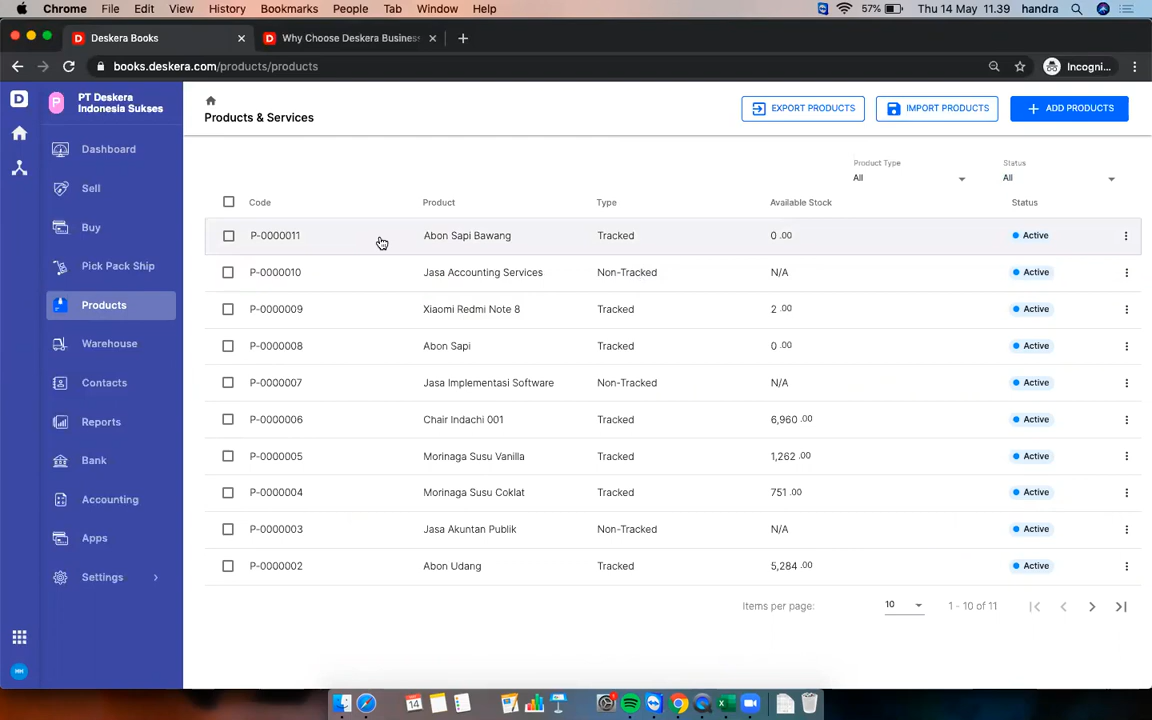 Chrome File Edit View History Bookmarks People Tab Window Help 57% Thu 14 May 11.39 handra
Deskera Books Why Choose Deskera Business
books.deskera.com/products/products Incogni...
PT Deskera
Indonesia Sukses
Dashboard
Sell
Buy
Pick Pack Ship
Products
Warehouse
Contacts
Reports
Bank
Accounting
Apps
Settings
Products & Services
EXPORT PRODUCTS IMPORT PRODUCTS + ADD PRODUCTS
Product Type Status
All All
Code Product Type Available Stock Status
P-0000011 Abon Sapi Bawang Tracked 0 .00 Active
P-0000010 Jasa Accounting Services Non-Tracked N/A Active
P-0000009 Xiaomi Redmi Note 8 Tracked 2 .00 Active
P-0000008 Abon Sapi Tracked 0 .00 Active
P-0000007 Jasa Implementasi Software Non-Tracked N/A Active
P-0000006 Chair Indachi 001 Tracked 6,960 .00 Active
P-0000005 Morinaga Susu Vanilla Tracked 1,262 .00 Active
P-0000004 Morinaga Susu Coklat Tracked 751 .00 Active
P-0000003 Jasa Akuntan Publik Non-Tracked N/A Active
P-0000002 Abon Udang Tracked 5,284 .00 Active
Items per page: 10 1 - 10 of 11
HH
14